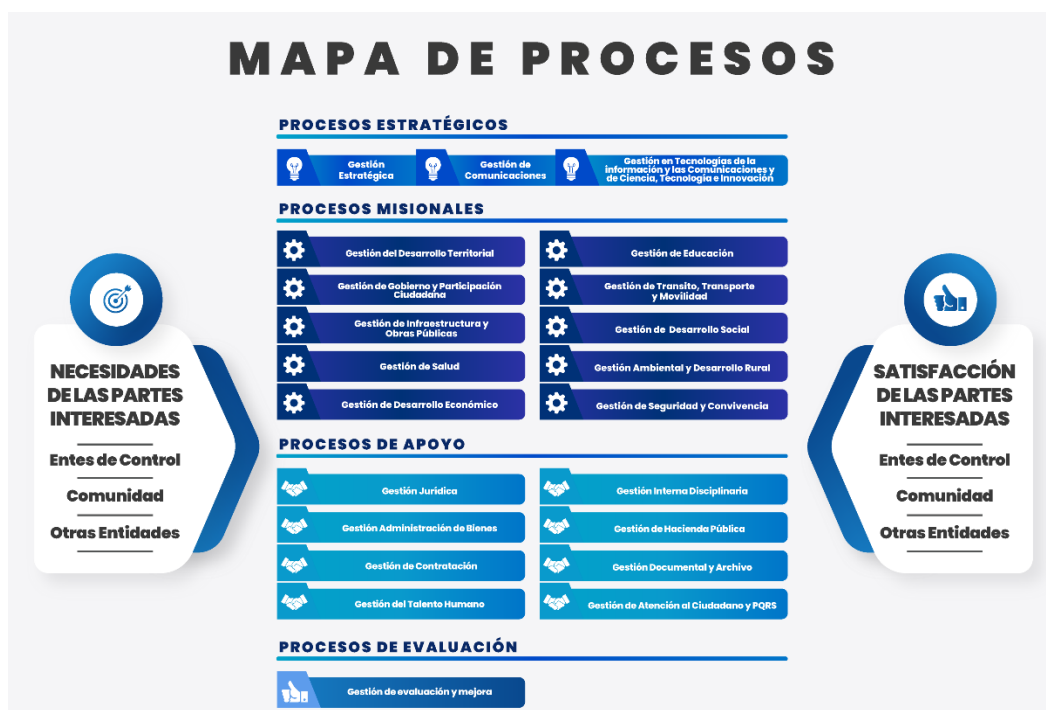 MAPA DE PROCESOS
PROCESOS ESTRATÉGICOS
Gestión
Estratégica
Gestión de
Comunicaciones
Gestión en Tecnologías de la
información y las Comunicaciones y
de Ciencia, Tecnología e Innovación
PROCESOS MISIONALES
Gestión del Desarrollo Territorial
Gestión de Educación
Gestión de Gobierno y Participación
Ciudadana
Gestión de Transito, Transporte
y Movilidad
Gestión de Infraestructura y
Obras Públicas
Gestión de Desarrollo Social
Gestión de Salud
Gestión Ambiental y Desarrollo Rural
Gestión de Desarrollo Económico
Gestión de Seguridad y Convivencia
NECESIDADES
DE LAS PARTES
INTERESADAS
Entes de Control
Comunidad
Otras Entidades
SATISFACCIÓN
DE LAS PARTES
INTERESADAS
Entes de Control
Comunidad
Otras Entidades
PROCESOS DE APOYO
Gestión Jurídica
Gestión Interna Disciplinaria
Gestión Administración de Bienes
Gestión de Hacienda Pública
Gestión de Contratación
Gestión Documental y Archivo
Gestión del Talento Humano
Gestión de Atención al Ciudadano y PQRS
PROCESOS DE EVALUACIÓN
Gestión de evaluación y mejora